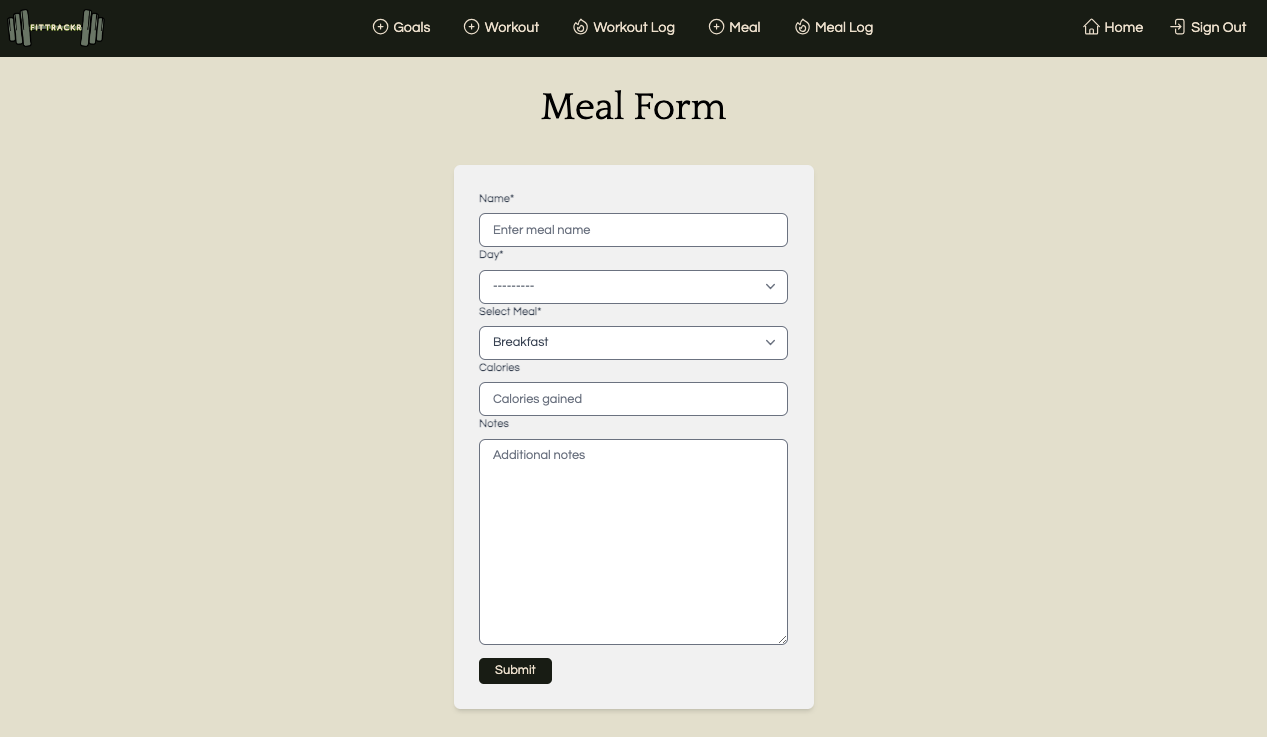 FITTRACKR
Goals
Workout
Workout Log
Meal
Meal Log
Home
Sign Out
Meal Form
Name*
Enter meal name
Day*
---------
Select Meal*
Breakfast
Calories
Calories gained
Notes
Additional notes
Submit